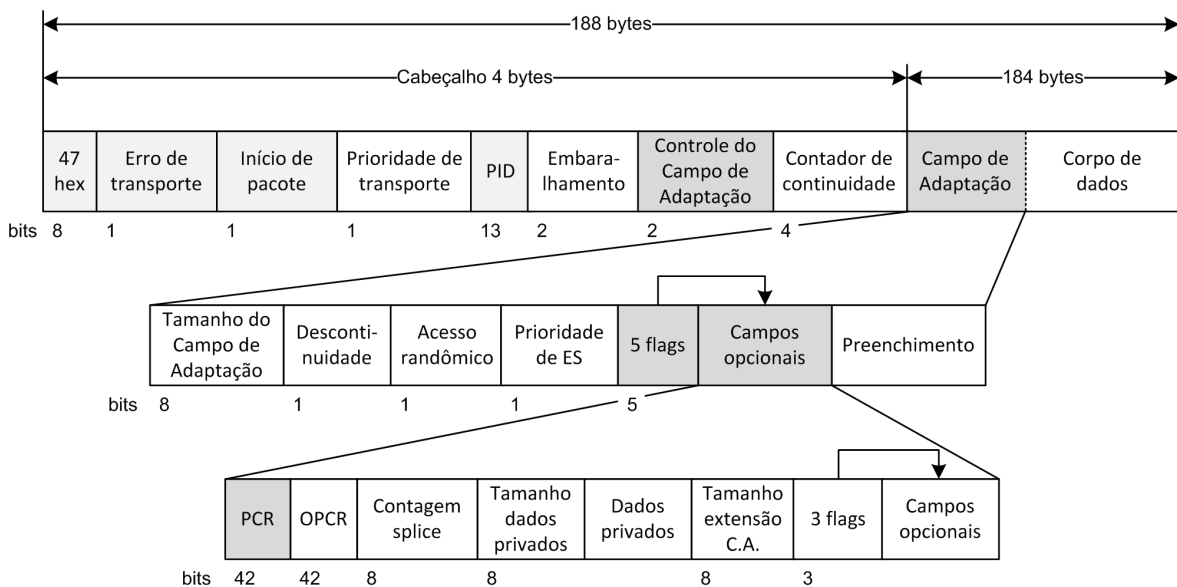 188 bytes
Cabeçalho 4 bytes 184 bytes
47 hex Erro de transporte Início de pacote Prioridade de transporte PID Embara-lhamento Controle do Campo de Adaptação Contador de continuidade Campo de Adaptação Corpo de dados
bits 8 1 1 1 13 2 2 4
Tamanho do Campo de Adaptação Desconti-nuidade Acesso randômico Prioridade de ES 5 flags Campos opcionais Preenchimento
bits 8 1 1 1 5
PCR OPCR Contagem splice Tamanho dados privados Dados privados Tamanho extensão C.A. 3 flags Campos opcionais
bits 42 42 8 8 8 3